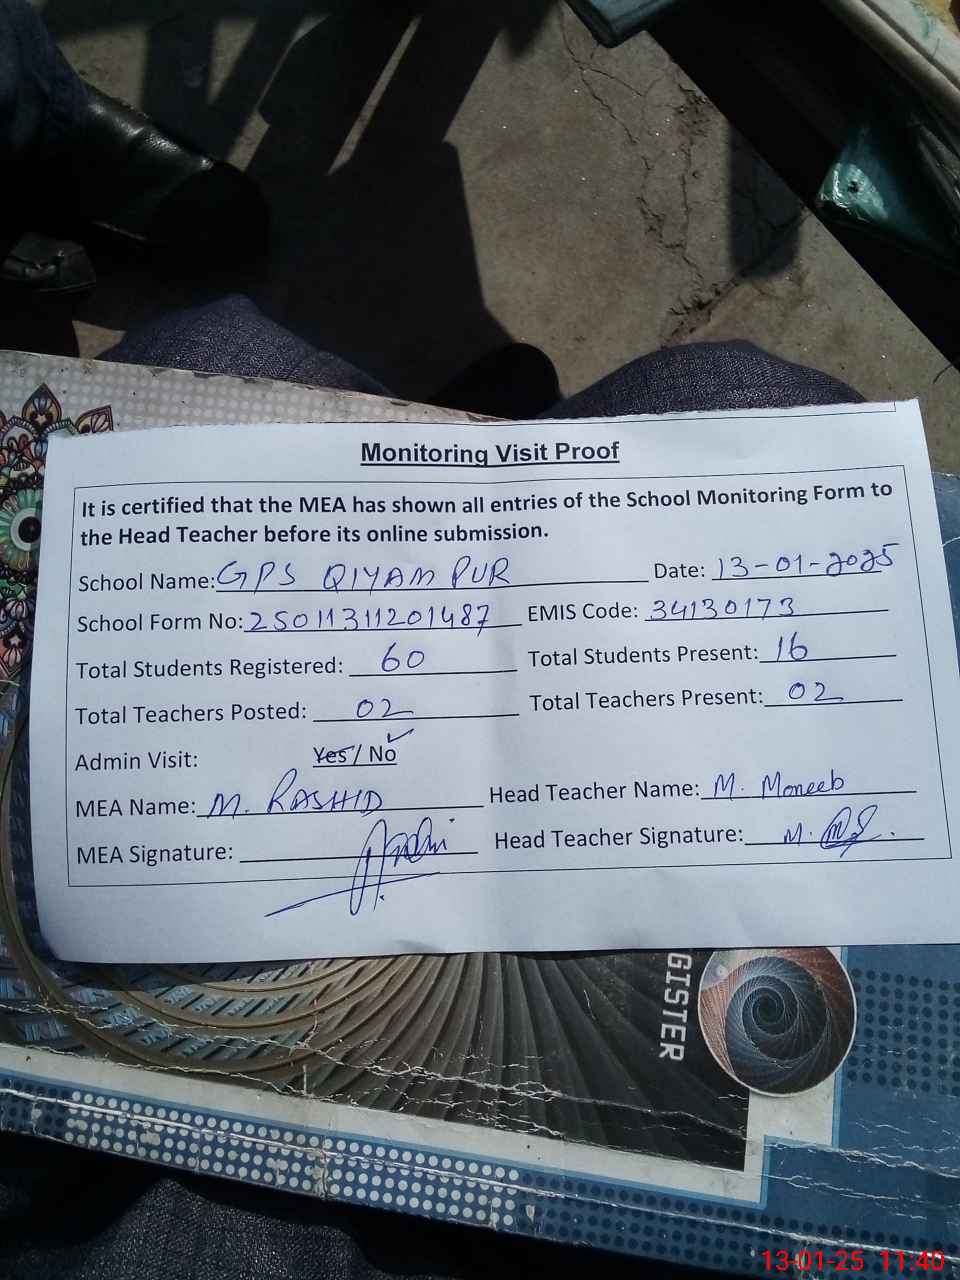 Monitoring Visit Proof
It is certified that the MEA has shown all entries of the School Monitoring Form to
the Head Teacher before its online submission.
School Name: GPS QIYAM PUR Date: 13-01-2025
School Form No: 25011311201487 EMIS Code: 34130173
Total Students Registered: 60 Total Students Present: 16
Total Teachers Posted: 02 Total Teachers Present: 02
Admin Visit: Yes / No ✓
MEA Name: M. RASHID Head Teacher Name: M. Moneeb
MEA Signature: Head Teacher Signature: M.
GISTER
13-01-25 11:40